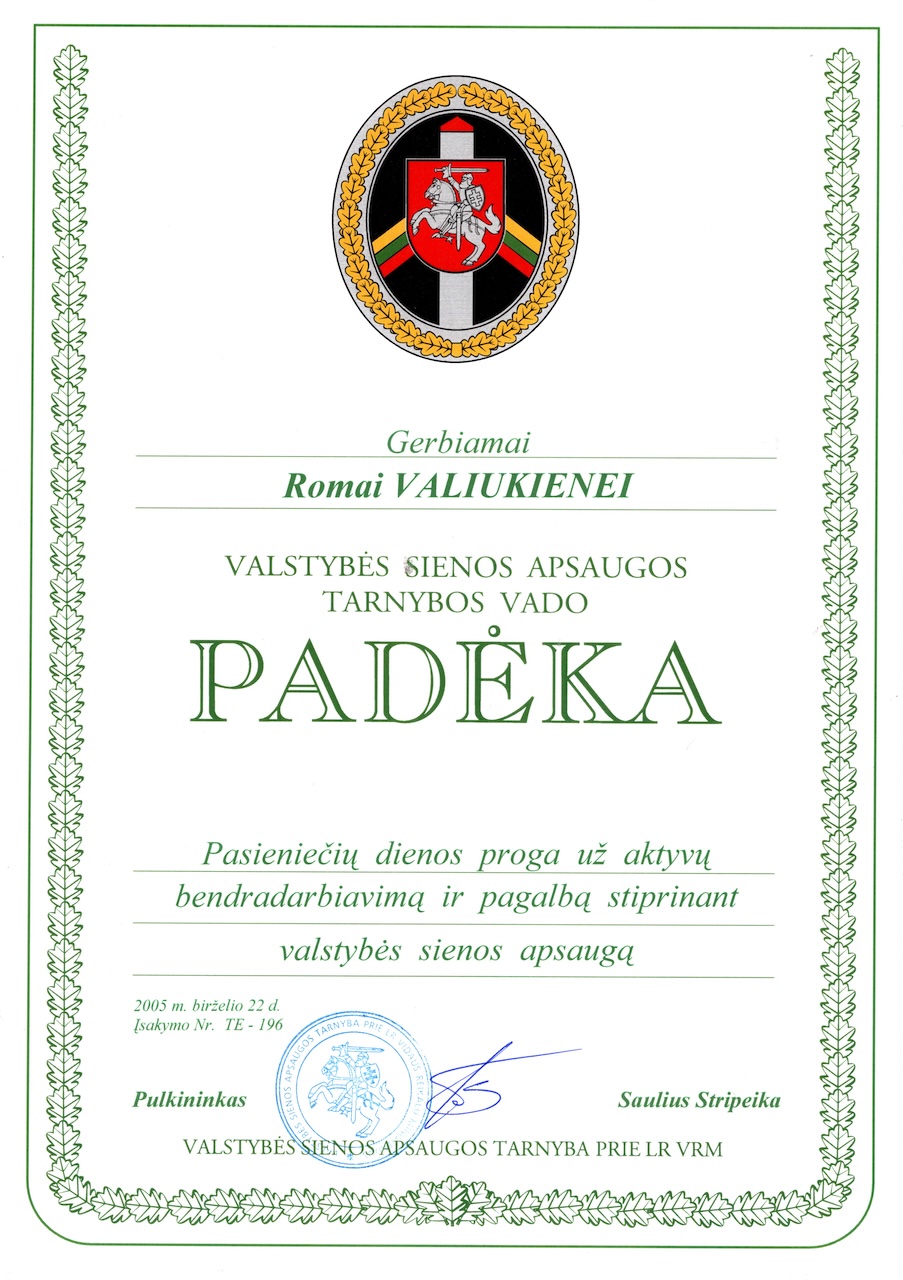 Gerbiamai
Romai VALIUKIENEI
VALSTYBĖS SIENOS APSAUGOS
TARNYBOS VADO
PADĖKA
Pasieniečių dienos proga už aktyvų
bendradarbiavimą ir pagalbą stiprinant
valstybės sienos apsaugą
2005 m. birželio 22 d.
Įsakymo Nr. TE - 196
SIENOS APSAUGOS TARNYBA PRIE LR VIDAUS
Pulkininkas
Saulius Stripeika
VALSTYBĖS SIENOS APSAUGOS TARNYBA PRIE LR VRM